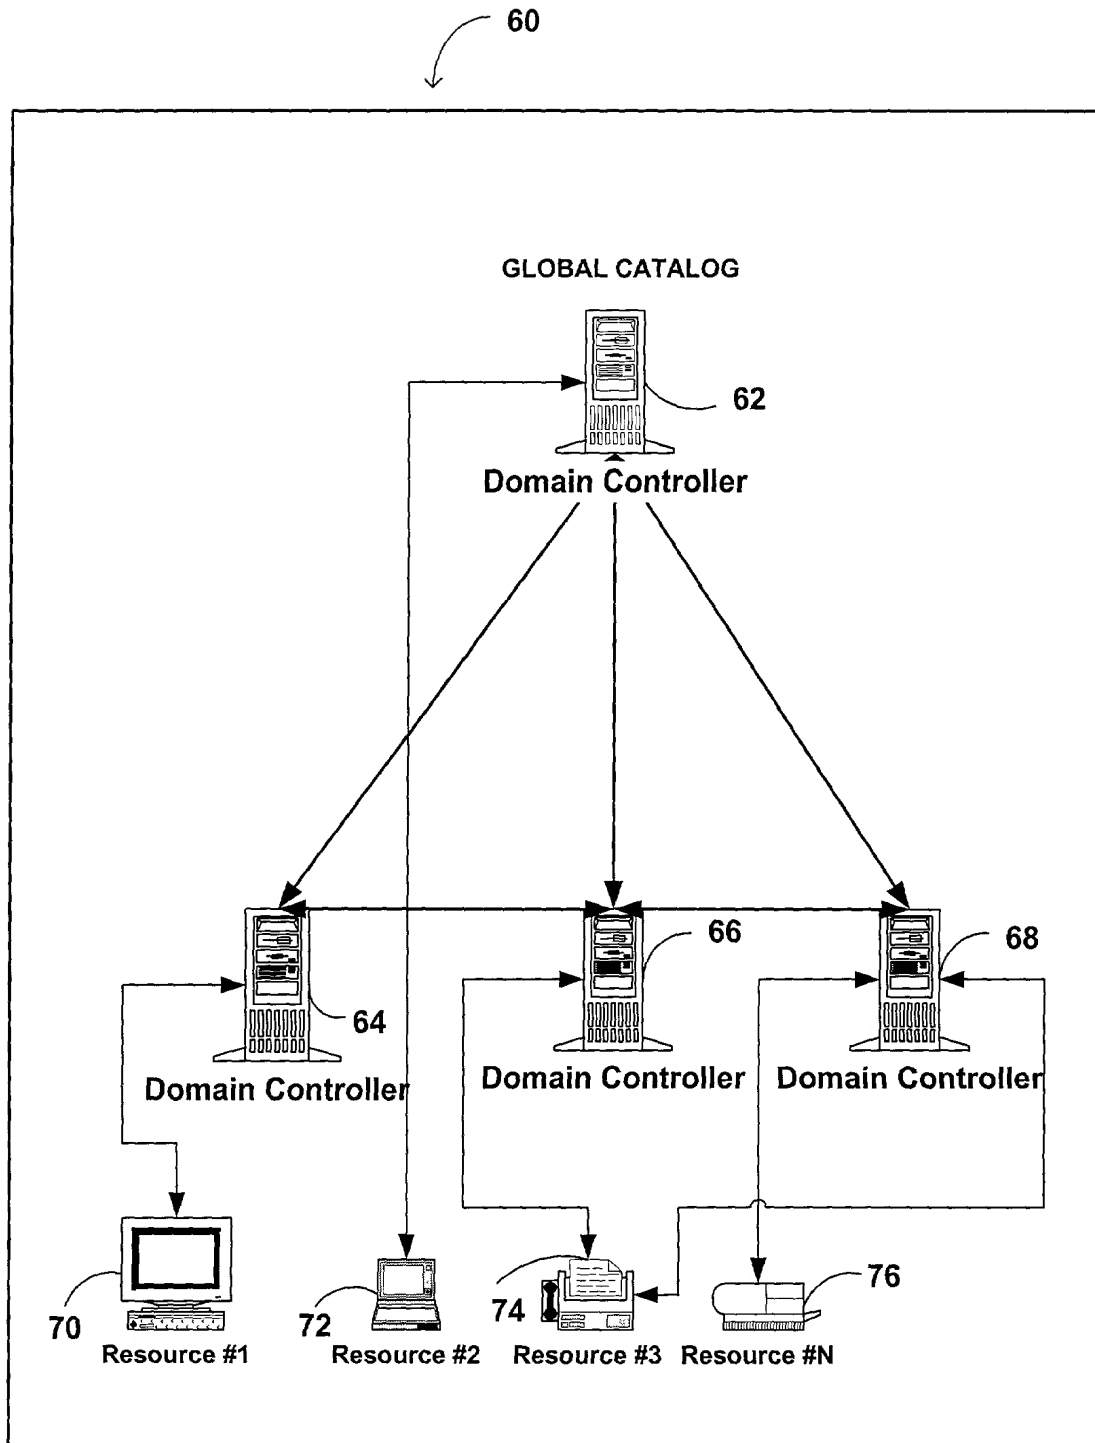 60
GLOBAL CATALOG
62
Domain Controller
66
68
64
Domain Controller
Domain Controller
Domain Controller
70
72
74
76
Resource #1
Resource #2
Resource #3
Resource #N